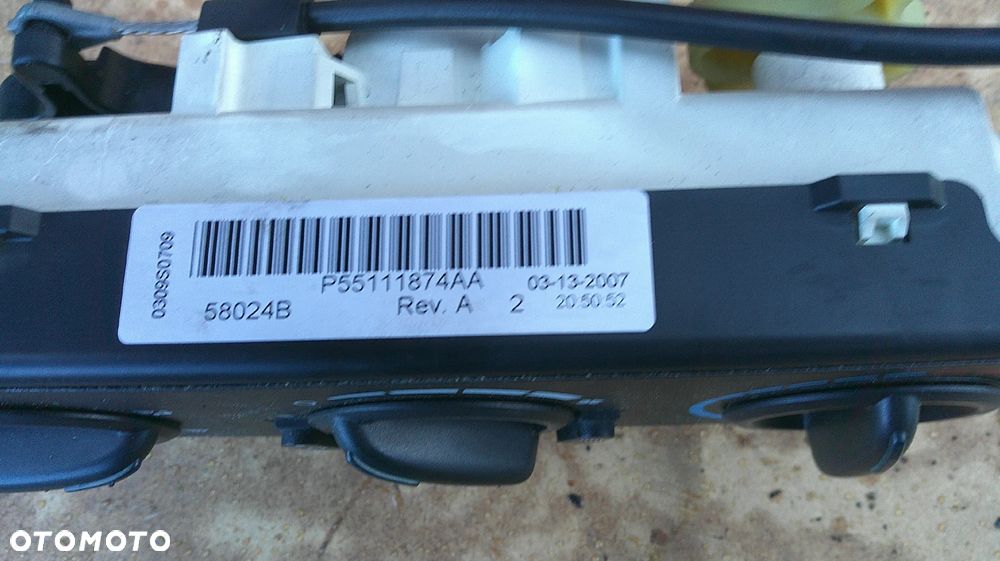 0309S0709
P55111874AA 03-13-2007
58024B Rev. A 2 20:50:52
OTOMOTO